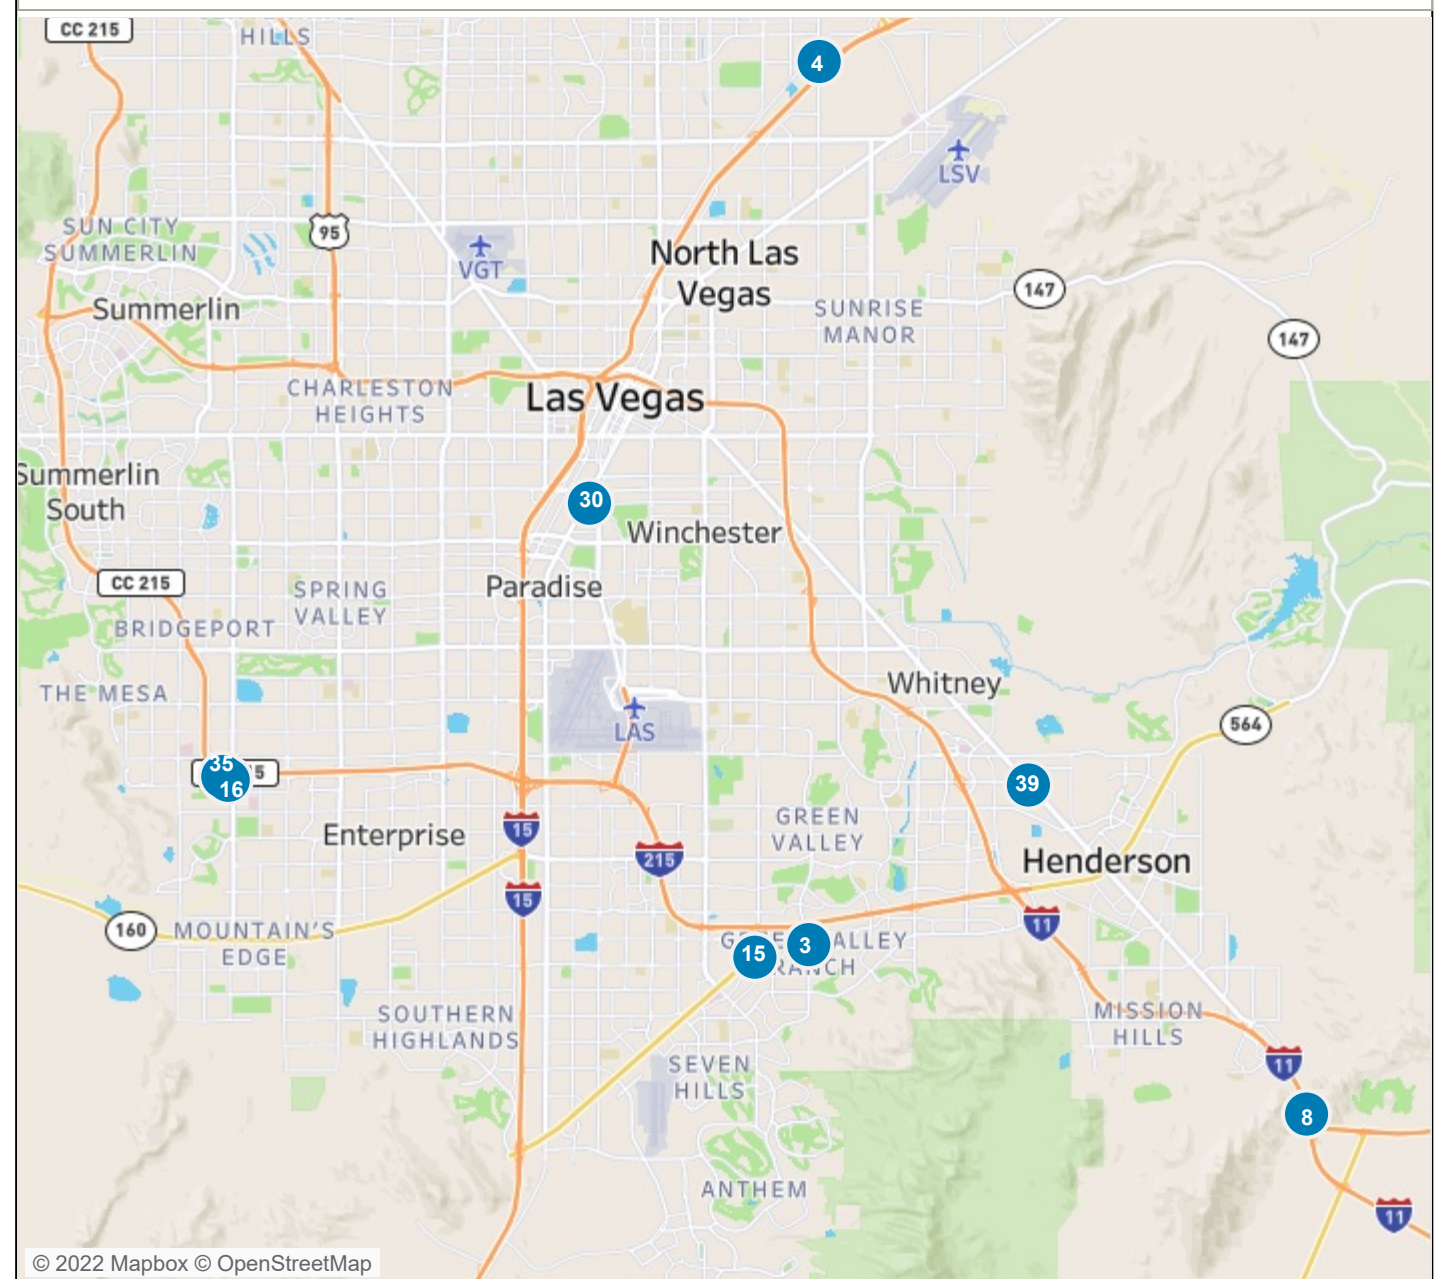 CC 215
HILLS
4
LSV
SUN CITY
SUMMERLIN
95
VGT
North Las
Vegas
147
Summerlin
SUNRISE
MANOR
147
CHARLESTON
HEIGHTS
Las Vegas
Summerlin
South
30
Winchester
CC 215
SPRING
VALLEY
Paradise
BRIDGEPORT
THE MESA
Whitney
LAS
564
35
16
5
39
GREEN
VALLEY
Enterprise
15
215
Henderson
15
160
MOUNTAIN'S
EDGE
11
15
3
ALLEY
RANCH
SOUTHERN
HIGHLANDS
MISSION
HILLS
SEVEN
HILLS
11
8
ANTHEM
11
© 2022 Mapbox © OpenStreetMap